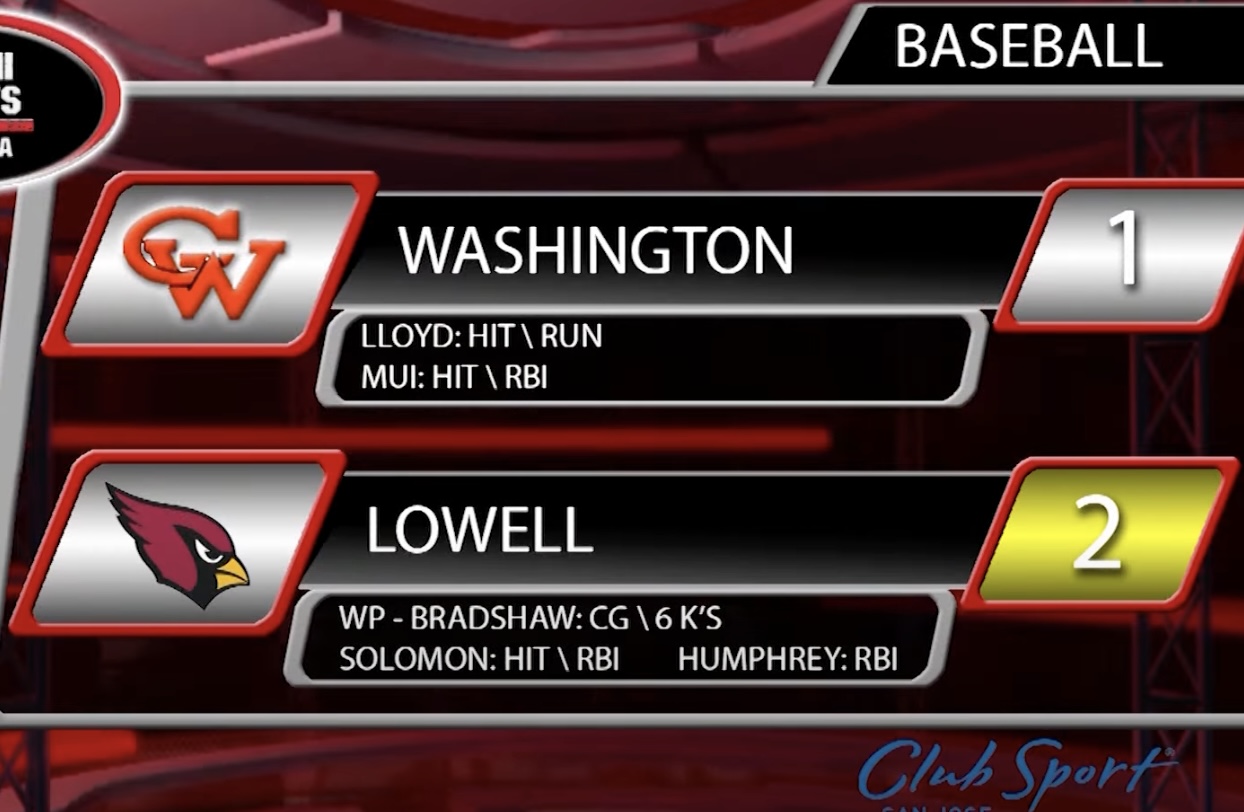 BASEBALL
WASHINGTON 1
LLOYD: HIT \ RUN
MUI: HIT \ RBI
LOWELL 2
WP - BRADSHAW: CG \ 6 K'S
SOLOMON: HIT \ RBI HUMPHREY: RBI
Club Sport®